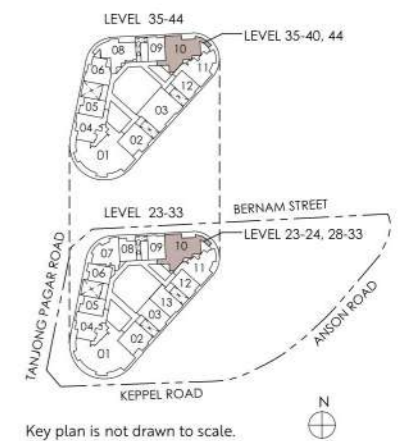 LEVEL 35-44
LEVEL 35-40, 44
08
09
10
11
06
12
05
03
04
02
01
LEVEL 23-33
BERNAM STREET
LEVEL 23-24, 28-33
07
08
09
10
11
06
12
05
13
03
04
02
01
TANJONG PAGAR ROAD
ANSON ROAD
KEPPEL ROAD
N
Key plan is not drawn to scale.